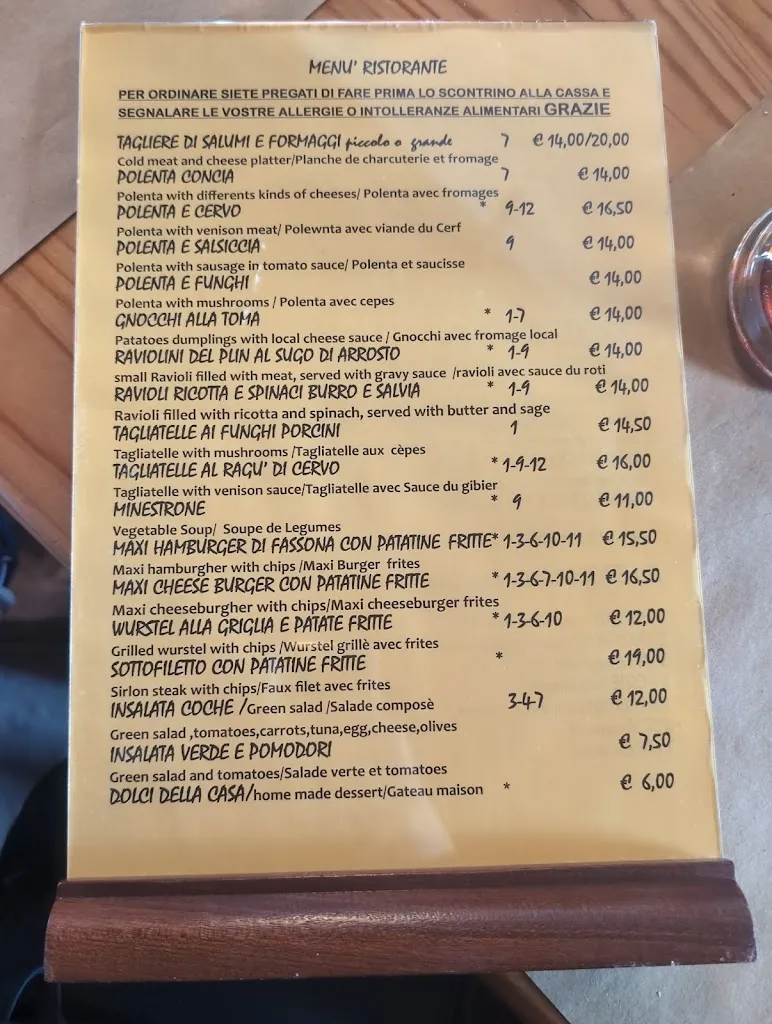 MENU' RISTORANTE
PER ORDINARE SIETE PREGATI DI FARE PRIMA LO SCONTRINO ALLA CASSA E
SEGNALARE LE VOSTRE ALLERGIE O INTOLLERANZE ALIMENTARI GRAZIE
TAGLIERE DI SALUMI E FORMAGGI piccolo o grande 7 € 14,00/20,00
Cold meat and cheese platter/Planche de charcuterie et fromage
POLENTA CONCIA 7 € 14,00
Polenta with differents kinds of cheeses/ Polenta avec fromages
POLENTA E CERVO * 9-12 € 16,50
Polenta with venison meat/ Polewnta avec viande du Cerf
POLENTA E SALSICCIA 9 € 14,00
Polenta with sausage in tomato sauce/ Polenta et saucisse
POLENTA E FUNGHI € 14,00
Polenta with mushrooms / Polenta avec cepes
GNOCCHI ALLA TOMA * 1-7 € 14,00
Patatoes dumplings with local cheese sauce / Gnocchi avec fromage local
RAVIOLINI DEL PLIN AL SUGO DI ARROSTO * 1-9 € 14,00
small Ravioli filled with meat, served with gravy sauce /ravioli avec sauce du roti
RAVIOLI RICOTTA E SPINACI BURRO E SALVIA * 1-9 € 14,00
Ravioli filled with ricotta and spinach, served with butter and sage
TAGLIATELLE AI FUNGHI PORCINI 1 € 14,50
Tagliatelle with mushrooms /Tagliatelle aux cèpes
TAGLIATELLE AL RAGU' DI CERVO * 1-9-12 € 16,00
Tagliatelle with venison sauce/Tagliatelle avec Sauce du gibier
MINESTRONE * 9 € 11,00
Vegetable Soup/ Soupe de Legumes
MAXI HAMBURGER DI FASSONA CON PATATINE FRITTE* 1-3-6-10-11 € 15,50
Maxi hamburgher with chips /Maxi Burger frites
MAXI CHEESE BURGER CON PATATINE FRITTE * 1-3-6-7-10-11 € 16,50
Maxi cheeseburgher with chips/Maxi cheeseburger frites
WURSTEL ALLA GRIGLIA E PATATE FRITTE * 1-3-6-10 € 12,00
Grilled wurstel with chips /Wurstel grillè avec frites
SOTTOFILETTO CON PATATINE FRITTE * € 19,00
Sirlon steak with chips/Faux filet avec frites
INSALATA COCHE /Green salad /Salade composè 3-4-7 € 12,00
Green salad ,tomatoes,carrots,tuna,egg,cheese,olives
INSALATA VERDE E POMODORI € 7,50
Green salad and tomatoes/Salade verte et tomates
DOLCI DELLA CASA/home made dessert/Gateau maison * € 6,00